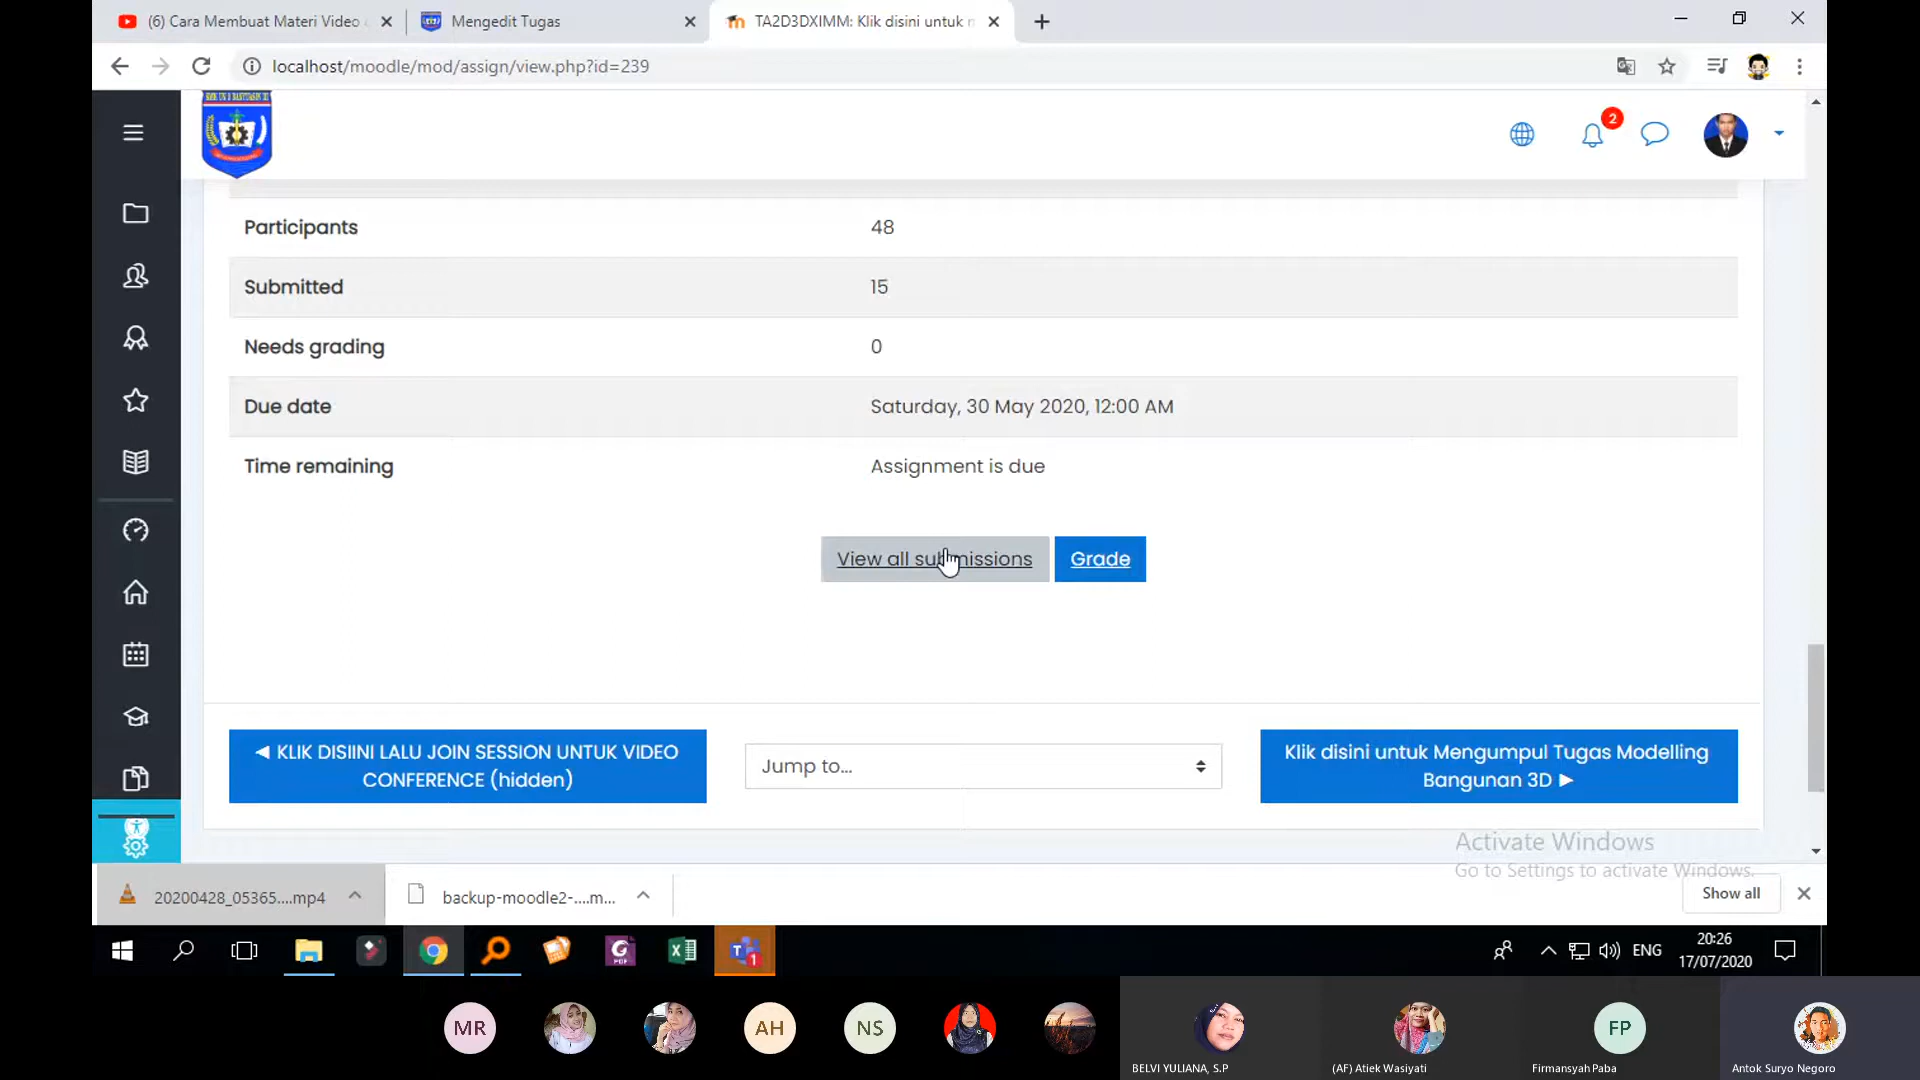 (6) Cara Membuat Materi Video
Mengedit Tugas
TA2D3DXIMM: Klik disini untuk
localhost/moodle/mod/assign/view.php?id=239
2
Participants 48
Submitted 15
Needs grading 0
Due date Saturday, 30 May 2020, 12:00 AM
Time remaining Assignment is due
View all submissions Grade
◄ KLIK DISIINI LALU JOIN SESSION UNTUK VIDEO
CONFERENCE (hidden)
Jump to...
Klik disini untuk Mengumpul Tugas Modelling
Bangunan 3D ►
Activate Windows
Go to Settings to activate Windows.
20200428_05365....mp4
backup-moodle2-....m...
Show all
ENG
20:26
17/07/2020
MR
AH
NS
FP
BELVI YULIANA, S.P
(AF) Atiek Wasiyati
Firmansyah Paba
Antok Suryo Negoro